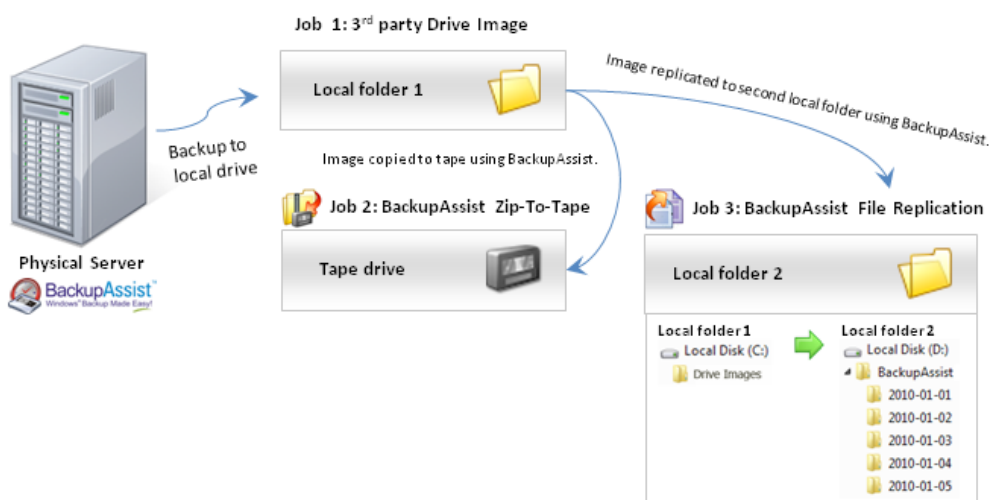 Job 1: 3rd party Drive Image
Local folder 1
Image replicated to second local folder using BackupAssist.
Backup to
local drive
Image copied to tape using BackupAssist.
Job 2: BackupAssist Zip-To-Tape
Job 3: BackupAssist File Replication
Physical Server
BackupAssist™
Windows® Backup Made Easy!
Tape drive
Local folder 2
Local folder 1
Local Disk (C:)
Drive Images
Local folder 2
Local Disk (D:)
BackupAssist
2010-01-01
2010-01-02
2010-01-03
2010-01-04
2010-01-05